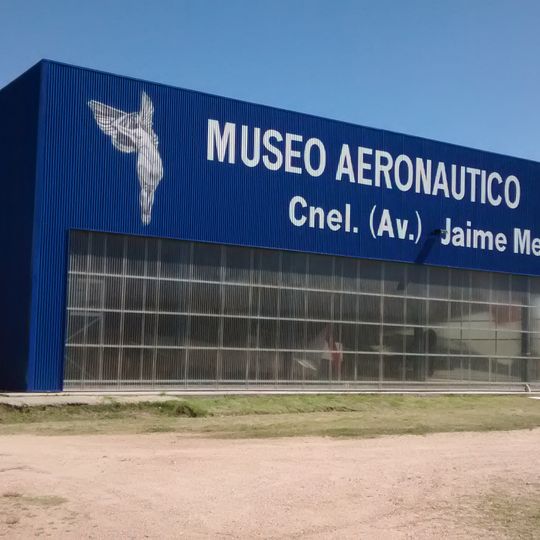 MUSEO AERONAUTICO
Cnel. (Av.) Jaime Me